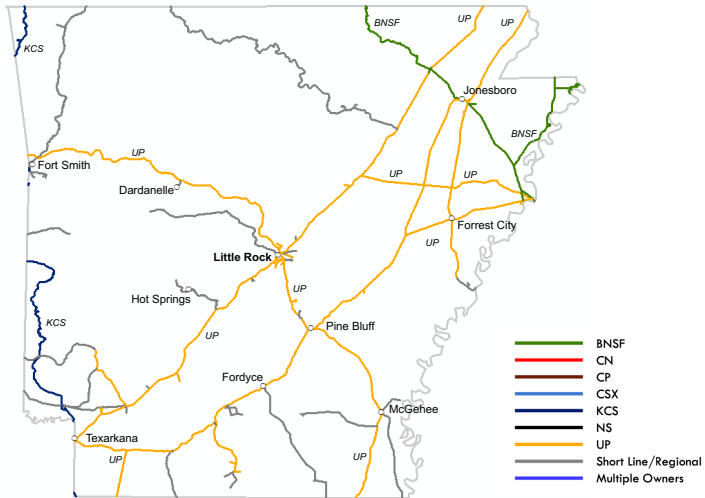 UP
UP
BNSF
KCS
Jonesboro
BNSF
UP
Fort Smith
UP
UP
Dardanelle
Forrest City
UP
Little Rock
UP
Hot Springs
KCS
Pine Bluff
UP
BNSF
CN
CP
Fordyce
CSX
McGehee
KCS
NS
Texarkana
UP
UP
UP
Short Line/Regional
Multiple Owners